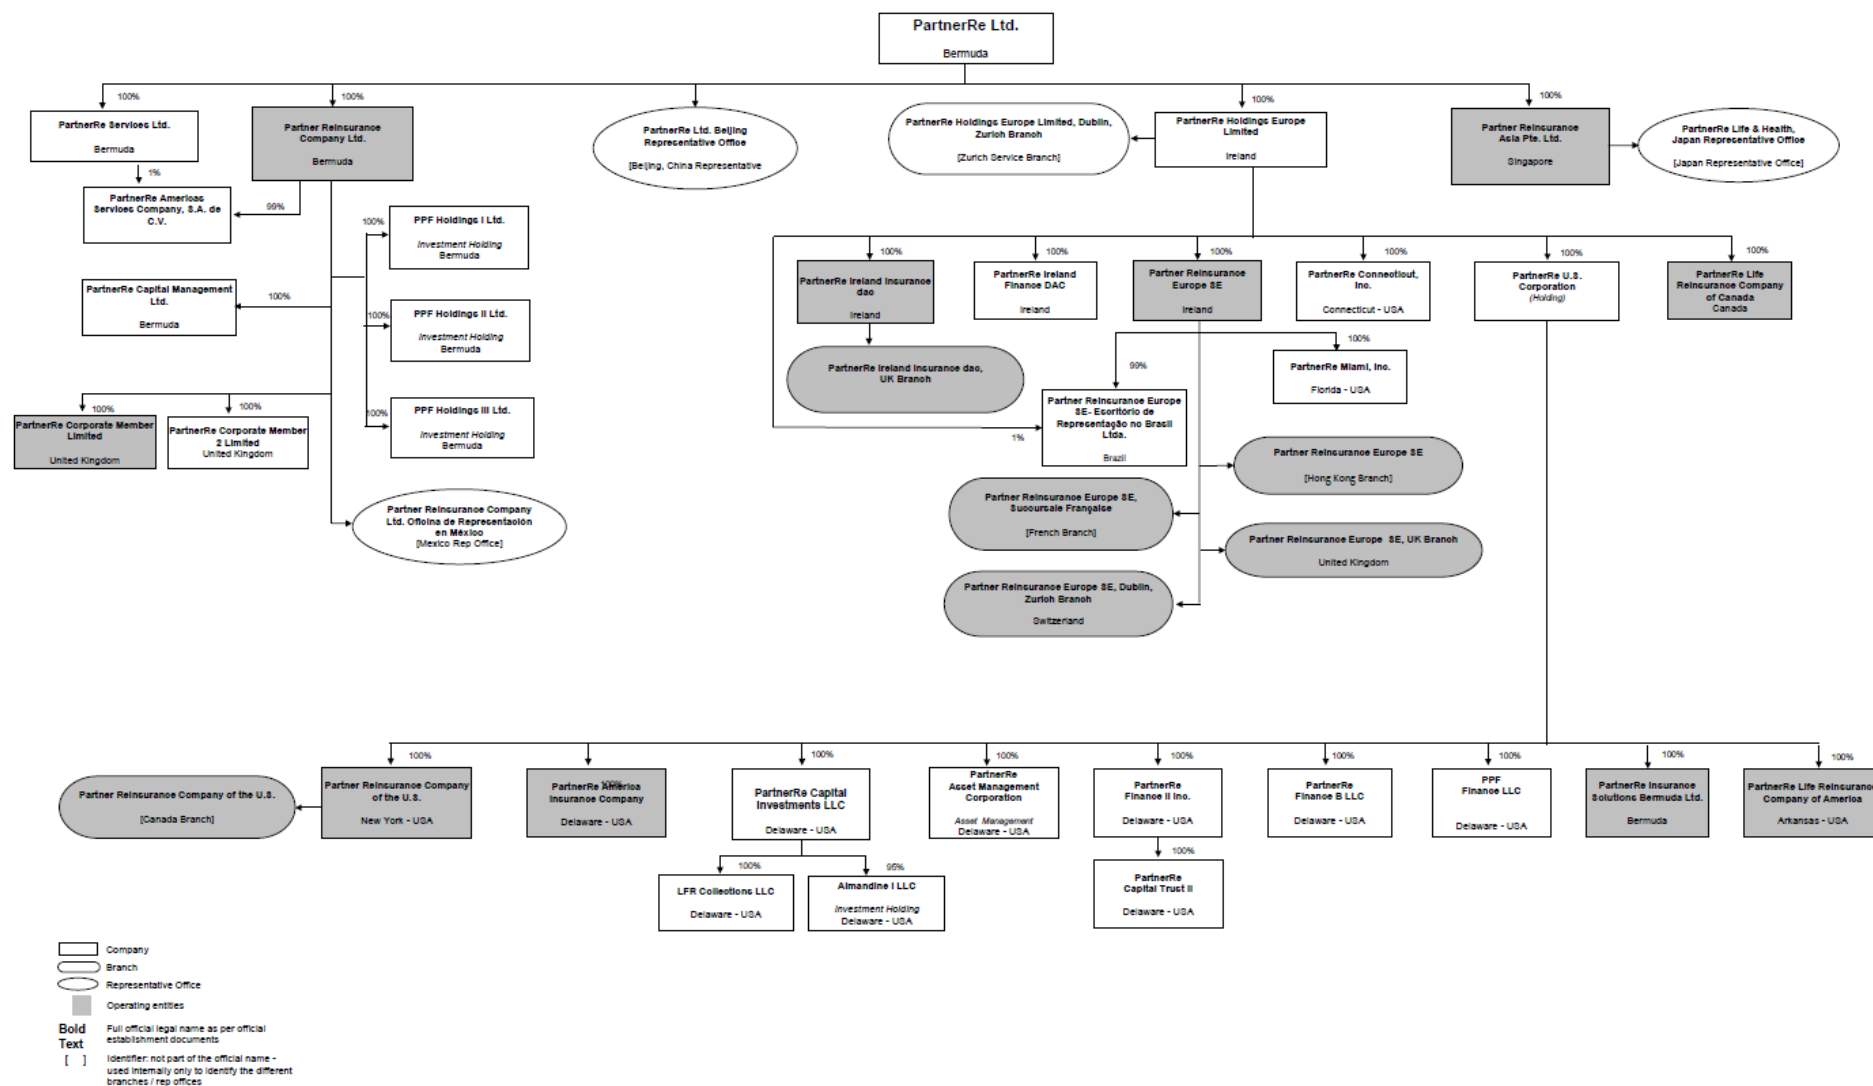 PartnerRe Ltd.
Bermuda
100%
100%
100%
100%
100%
PartnerRe Services Ltd.
Bermuda
Partner Reinsurance
Company Ltd.
Bermuda
PartnerRe Ltd. Beijing
Representative Office
[Beijing, China Representative
PartnerRe Holdings Europe Limited, Dublin,
Zurich Branch
[Zurich Service Branch]
PartnerRe Holdings Europe
Limited
Ireland
Partner Reinsurance
Asia Pte. Ltd.
Singapore
PartnerRe Life & Health,
Japan Representative Office
[Japan Representative Office]
1%
PartnerRe Americas
Services Company, S.A. de
C.V.
99%
100%
PPF Holdings I Ltd.
Investment Holding
Bermuda
PartnerRe Capital Management
Ltd.
Bermuda
100%
100%
PPF Holdings II Ltd.
Investment Holding
Bermuda
100%
PPF Holdings III Ltd.
Investment Holding
Bermuda
100%
100%
PartnerRe Corporate Member
Limited
United Kingdom
PartnerRe Corporate Member
2 Limited
United Kingdom
Partner Reinsurance Company
Ltd. Oficina de Representación
en México
[Mexico Rep Office]
100%
100%
100%
100%
100%
100%
PartnerRe Ireland Insurance
dac
Ireland
PartnerRe Ireland
Finance DAC
Ireland
Partner Reinsurance
Europe SE
Ireland
PartnerRe Connecticut,
Inc.
Connecticut - USA
PartnerRe U.S.
Corporation
(Holding)
PartnerRe Life
Reinsurance Company
of Canada
Canada
PartnerRe Ireland Insurance dac,
UK Branch
99%
100%
PartnerRe Miami, Inc.
Florida - USA
1%
Partner Reinsurance Europe
SE- Escritório de
Representação no Brasil
Ltda.
Brazil
Partner Reinsurance Europe SE
[Hong Kong Branch]
Partner Reinsurance Europe SE,
Succursale Française
[French Branch]
Partner Reinsurance Europe SE, UK Branch
United Kingdom
Partner Reinsurance Europe SE, Dublin,
Zurich Branch
Switzerland
100%
100%
100%
100%
100%
100%
100%
100%
100%
Partner Reinsurance Company of the U.S.
[Canada Branch]
Partner Reinsurance Company
of the U.S.
New York - USA
PartnerRe America
Insurance Company
Delaware - USA
PartnerRe Capital
Investments LLC
Delaware - USA
PartnerRe
Asset Management
Corporation
Asset Management
Delaware - USA
PartnerRe
Finance II Inc.
Delaware - USA
PartnerRe
Finance B LLC
Delaware - USA
PPF
Finance LLC
Delaware - USA
PartnerRe Insurance
Solutions Bermuda Ltd.
Bermuda
PartnerRe Life Reinsurance
Company of America
Arkansas - USA
100%
95%
100%
LFR Collections LLC
Delaware - USA
Almandine I LLC
Investment Holding
Delaware - USA
PartnerRe
Capital Trust II
Delaware - USA
Company
Branch
Representative Office
Operating entities
Bold
Text
Full official legal name as per official
establishment documents
[ ]
Identifier: not part of the official name -
used internally only to identify the different
branches / rep offices